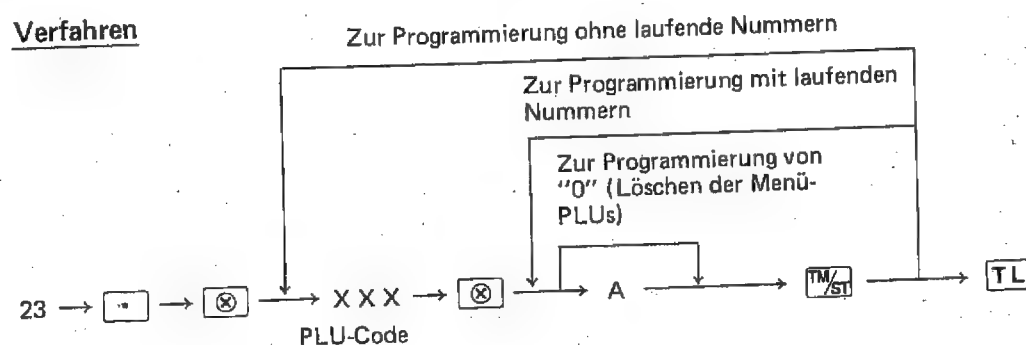 Verfahren
Zur Programmierung ohne laufende Nummern
Zur Programmierung mit laufenden
Nummern
Zur Programmierung von
"0" (Löschen der Menü-
PLUs)
23 → → ⊗ → XXX → ⊗ → A → TM/ST → TL
PLU-Code